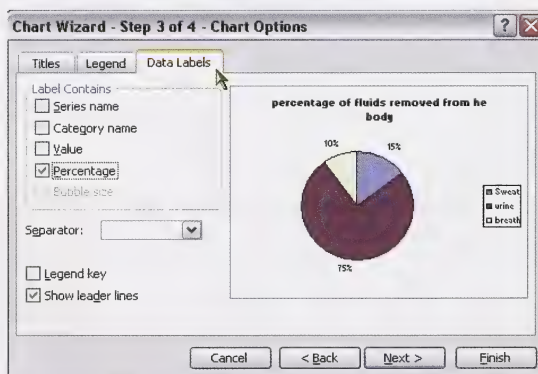 Chart Wizard - Step 3 of 4 - Chart Options
Titles Legend Data Labels
Label Contains
Series name
Category name
Value
Percentage
Bubble size
Separator:
Legend key
Show leader lines
percentage of fluids removed from he
body
10% 15%
75%
Sweat
urine
breath
Cancel < Back Next > Finish